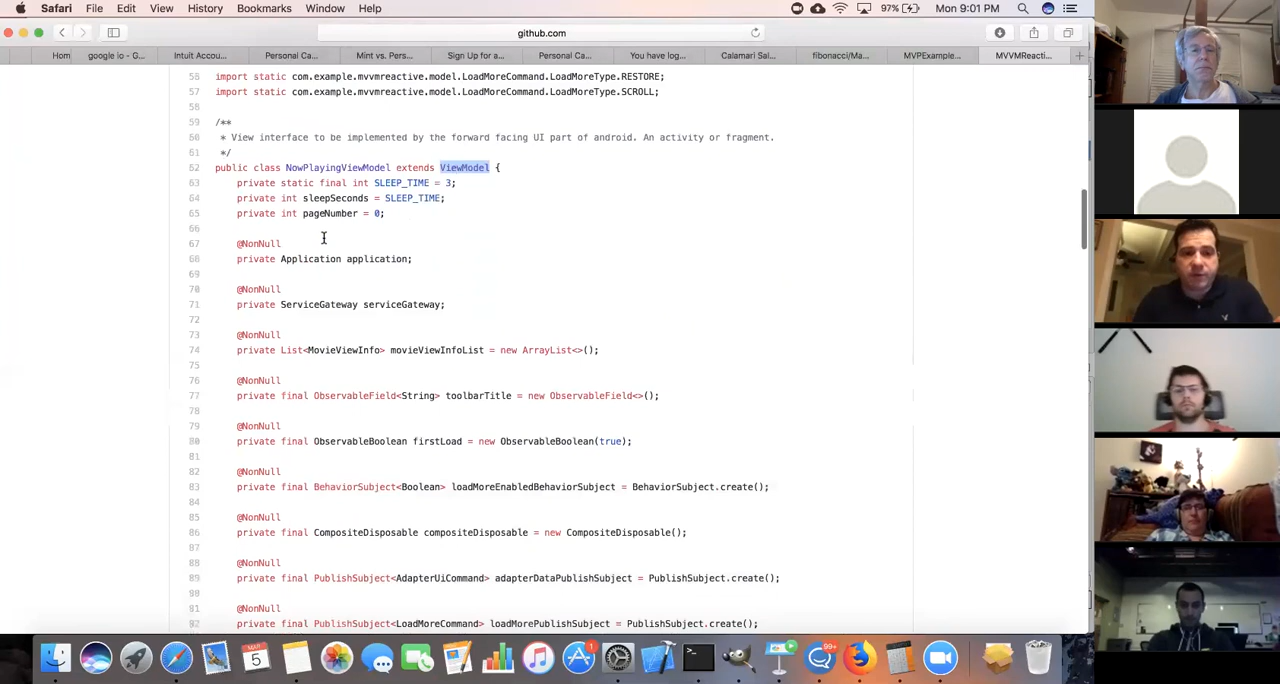 Safari File Edit View History Bookmarks Window Help 97% Mon 9:01 PM
github.com
Hom google io - G... Intuit Accou... Personal Ca... Mint vs. Pers... Sign Up for a... Personal Ca... You have log... Calamari Sal... fibonacci/Ma... MVPExample... MVVMReacti...
56 import static com.example.mvvmreactive.model.LoadMoreCommand.LoadMoreType.RESTORE;
57 import static com.example.mvvmreactive.model.LoadMoreCommand.LoadMoreType.SCROLL;
58
59 /**
60 * View interface to be implemented by the forward facing UI part of android. An activity or fragment.
61 */
62 public class NowPlayingViewModel extends ViewModel {
63 private static final int SLEEP_TIME = 3;
64 private int sleepSeconds = SLEEP_TIME;
65 private int pageNumber = 0;
66
67 @NonNull
68 private Application application;
69
70 @NonNull
71 private ServiceGateway serviceGateway;
72
73 @NonNull
74 private List<MovieViewInfo> movieViewInfoList = new ArrayList<>();
75
76 @NonNull
77 private final ObservableField<String> toolbarTitle = new ObservableField<>();
78
79 @NonNull
80 private final ObservableBoolean firstLoad = new ObservableBoolean(true);
81
82 @NonNull
83 private final BehaviorSubject<Boolean> loadMoreEnabledBehaviorSubject = BehaviorSubject.create();
84
85 @NonNull
86 private final CompositeDisposable compositeDisposable = new CompositeDisposable();
87
88 @NonNull
89 private final PublishSubject<AdapterUiCommand> adapterDataPublishSubject = PublishSubject.create();
90
91 @NonNull
92 private final PublishSubject<LoadMoreCommand> loadMorePublishSubject = PublishSubject.create();
MAR
5
1
99+